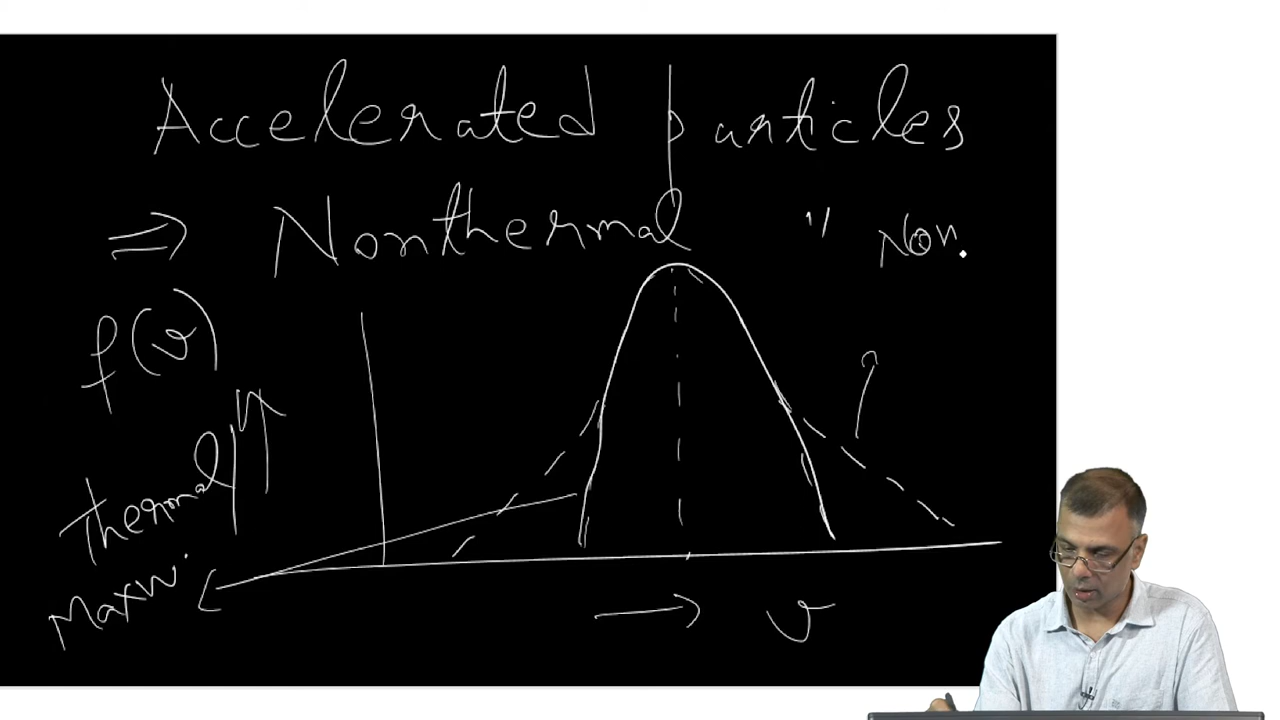 Accelerated particles
⇒ Nonthermal " Non
f(v)
Thermal/
Maxw.
→ v